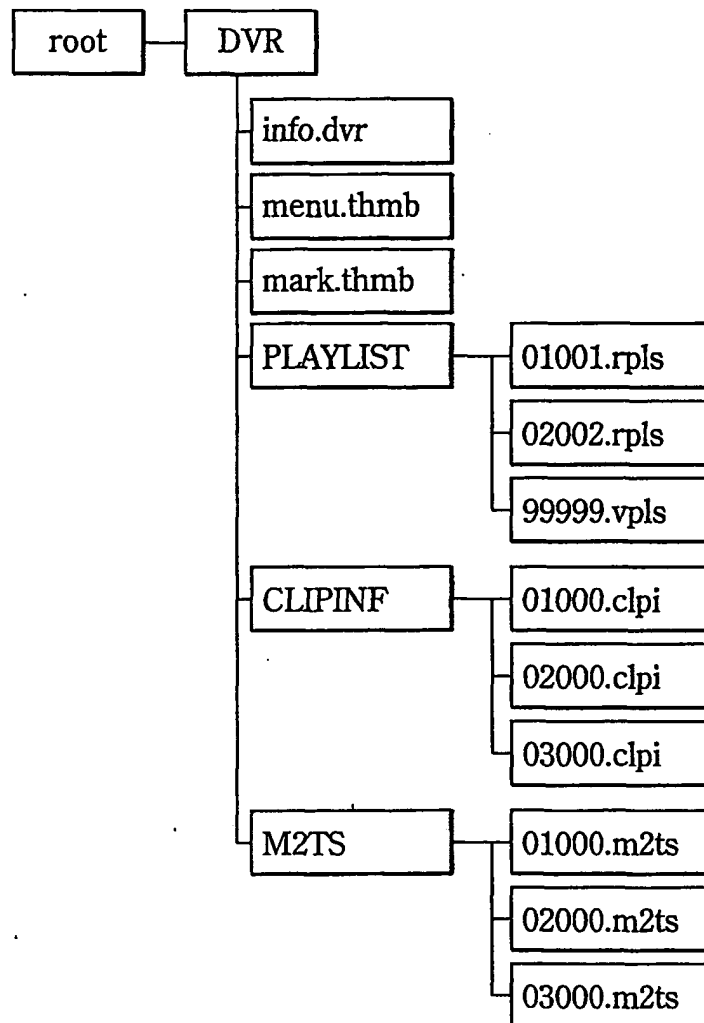 root DVR
info.dvr
menu.thmb
mark.thmb
PLAYLIST 01001.rpls
02002.rpls
99999.vpls
CLIPINF 01000.clpi
02000.clpi
03000.clpi
M2TS 01000.m2ts
02000.m2ts
03000.m2ts